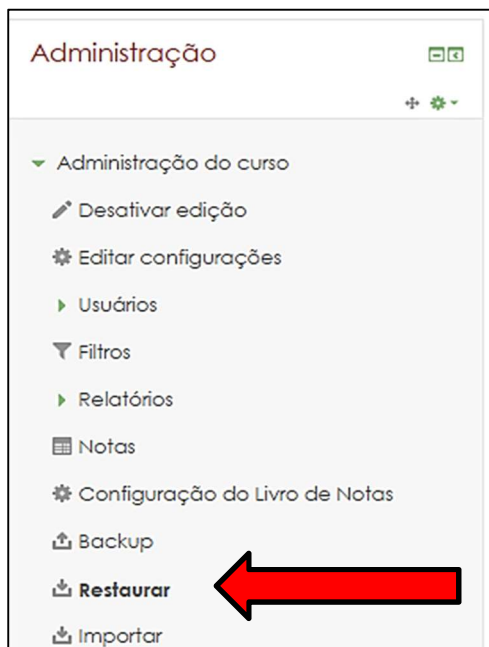 Administração
Administração do curso
Desativar edição
Editar configurações
Usuários
Filtros
Relatórios
Notas
Configuração do Livro de Notas
Backup
Restaurar
Importar